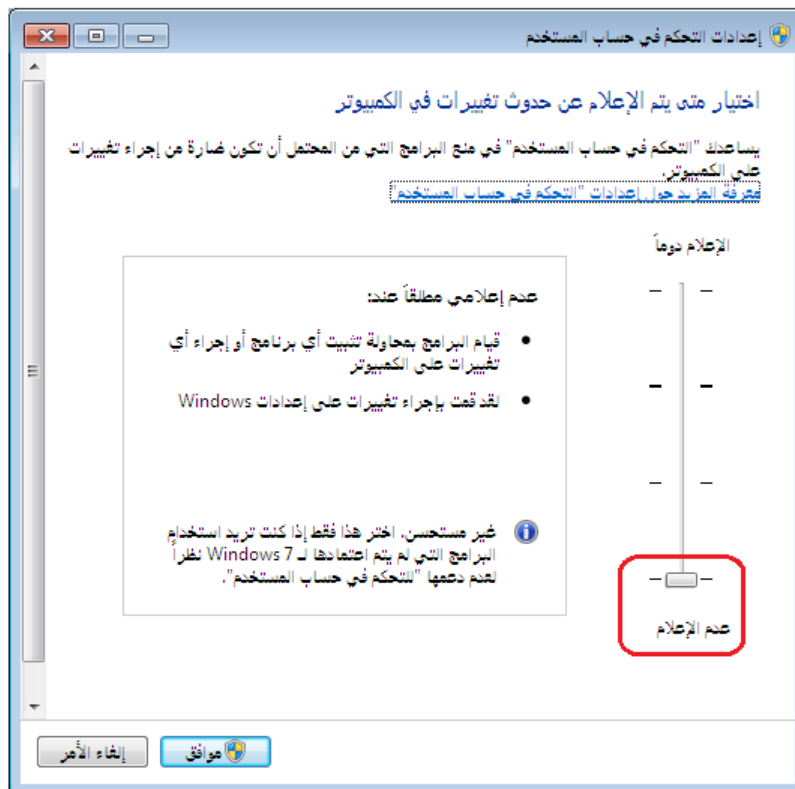 إعدادات التحكم في حساب المستخدم
اختيار متى يتم الإعلام عن حدوث تغييرات في الكمبيوتر
يساعدك "التحكم في حساب المستخدم" في منع البرامج التي من المحتمل أن تكون ضارة من إجراء تغييرات
على الكمبيوتر.
معرفة المزيد حول إعدادات "التحكم في حساب المستخدم"
الإعلام دوماً
عدم إعلامي مطلقاً عند:
• قيام البرامج بمحاولة تثبيت أي برنامج أو إجراء أي
تغييرات على الكمبيوتر
• لقد قمت بإجراء تغييرات على إعدادات Windows
غير مستحسن. اختر هذا فقط إذا كنت تريد استخدام
البرامج التي لم يتم اعتمادها لـ Windows 7 نظراً
لعدم دعمها "للتحكم في حساب المستخدم".
عدم الإعلام
موافق
إلغاء الأمر